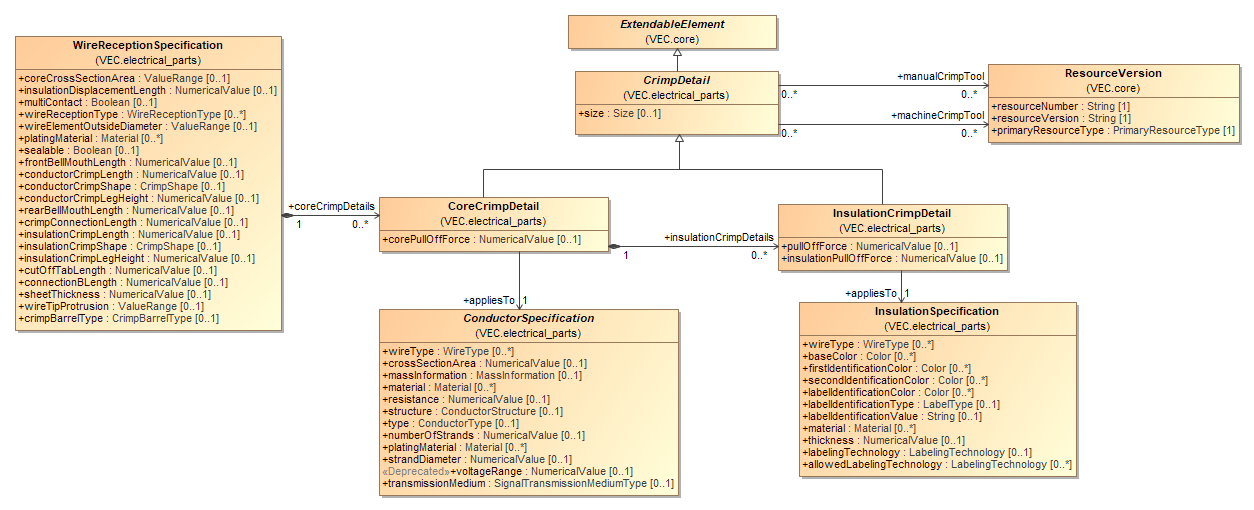 ExtendableElement
(VEC.core)
WireReceptionSpecification
(VEC.electrical_parts)
+coreCrossSectionArea : ValueRange [0..1]
+insulationDisplacementLength : NumericalValue [0..1]
+multiContact : Boolean [0..1]
+wireReceptionType : WireReceptionType [0..*]
+wireElementOutsideDiameter : ValueRange [0..1]
+platingMaterial : Material [0..*]
+sealable : Boolean [0..1]
+frontBellMouthLength : NumericalValue [0..1]
+conductorCrimpLength : NumericalValue [0..1]
+conductorCrimpShape : CrimpShape [0..1]
+conductorCrimpLegHeight : NumericalValue [0..1]
+rearBellMouthLength : NumericalValue [0..1]
+crimpConnectionLength : NumericalValue [0..1]
+insulationCrimpLength : NumericalValue [0..1]
+insulationCrimpShape : CrimpShape [0..1]
+insulationCrimpLegHeight : NumericalValue [0..1]
+cutOffTabLength : NumericalValue [0..1]
+connectionBLength : NumericalValue [0..1]
+sheetThickness : NumericalValue [0..1]
+wireTipProtrusion : ValueRange [0..1]
+crimpBarrelType : CrimpBarrelType [0..1]
CrimpDetail
(VEC.electrical_parts)
+size : Size [0..1]
+manualCrimpTool
0..* 0..*
+machineCrimpTool
0..* 0..*
ResourceVersion
(VEC.core)
+resourceNumber : String [1]
+resourceVersion : String [1]
+primaryResourceType : PrimaryResourceType [1]
+coreCrimpDetails
1 0..*
CoreCrimpDetail
(VEC.electrical_parts)
+corePullOffForce : NumericalValue [0..1]
+insulationCrimpDetails
1 0..*
InsulationCrimpDetail
(VEC.electrical_parts)
+pullOffForce : NumericalValue [0..1]
+insulationPullOffForce : NumericalValue [0..1]
+appliesTo 1
+appliesTo 1
ConductorSpecification
(VEC.electrical_parts)
+wireType : WireType [0..*]
+crossSectionArea : NumericalValue [0..1]
+massInformation : MassInformation [0..1]
+material : Material [0..*]
+resistance : NumericalValue [0..1]
+structure : ConductorStructure [0..1]
+type : ConductorType [0..1]
+numberOfStrands : NumericalValue [0..1]
+platingMaterial : Material [0..*]
+strandDiameter : NumericalValue [0..1]
«Deprecated»+voltageRange : NumericalValue [0..1]
+transmissionMedium : SignalTransmissionMediumType [0..1]
InsulationSpecification
(VEC.electrical_parts)
+wireType : WireType [0..*]
+baseColor : Color [0..*]
+firstIdentificationColor : Color [0..*]
+secondIdentificationColor : Color [0..*]
+labelIdentificationColor : Color [0..*]
+labelIdentificationType : LabelType [0..1]
+labelIdentificationValue : String [0..1]
+material : Material [0..*]
+thickness : NumericalValue [0..1]
+labelingTechnology : LabelingTechnology [0..1]
+allowedLabelingTechnology : LabelingTechnology [0..*]